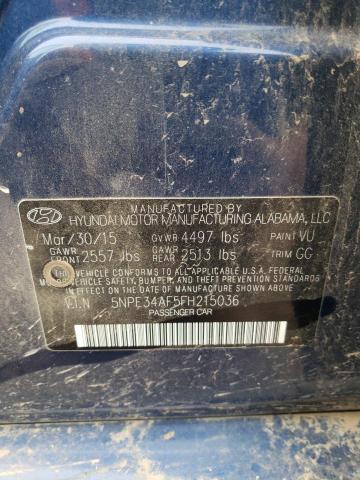 MANUFACTURED BY
HYUNDAI MOTOR MANUFACTURING ALABAMA, LLC
Mar/30/15 GVWR 4497 lbs PAINT VU
GAWR FRONT 2557 lbs GAWR REAR 2513 lbs TRIM GG
THIS VEHICLE CONFORMS TO ALL APPLICABLE U.S.A. FEDERAL
MOTOR VEHICLE SAFETY, BUMPER, AND THEFT PREVENTION
STANDARDS IN EFFECT ON THE DATE OF MANUFACTURE SHOWN ABOVE.
V.I.N 5NPE34AF5FH215036
PASSENGER CAR